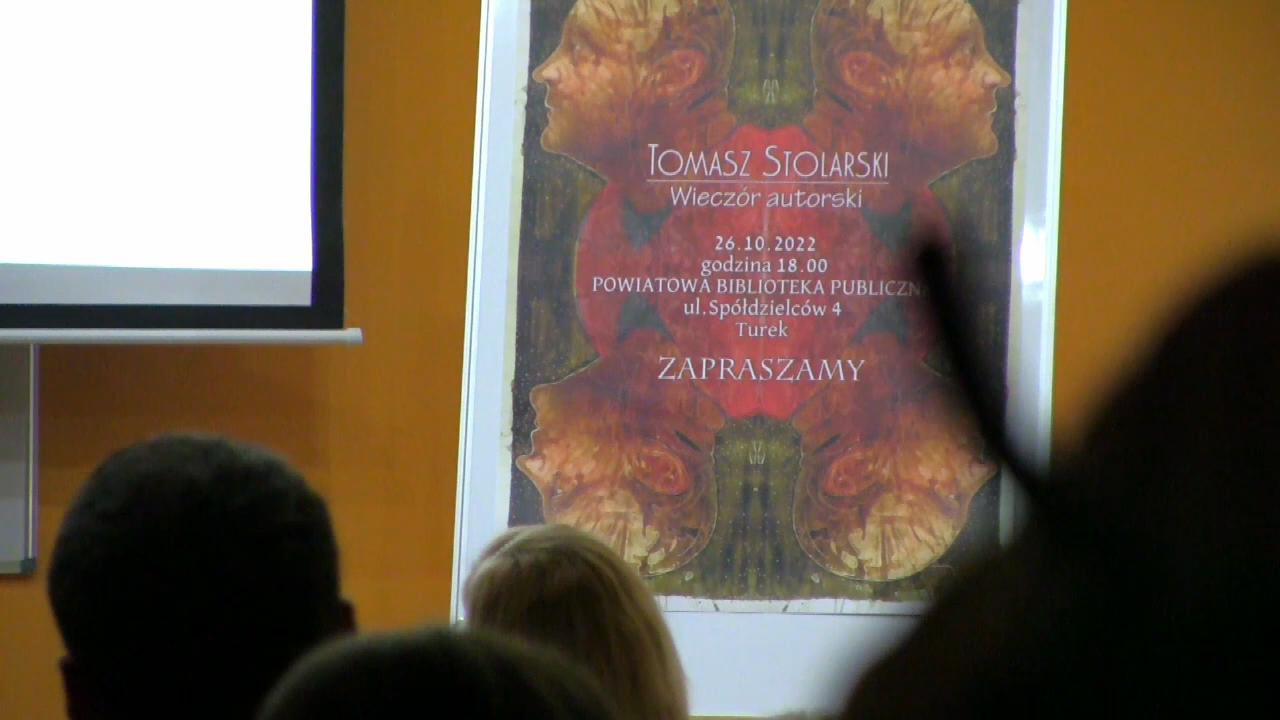 TOMASZ STOLARSKI
Wieczór autorski
26.10.2022
godzina 18.00
POWIATOWA BIBLIOTEKA PUBLICZN
ul. Spółdzielców 4
Turek
ZAPRASZAMY